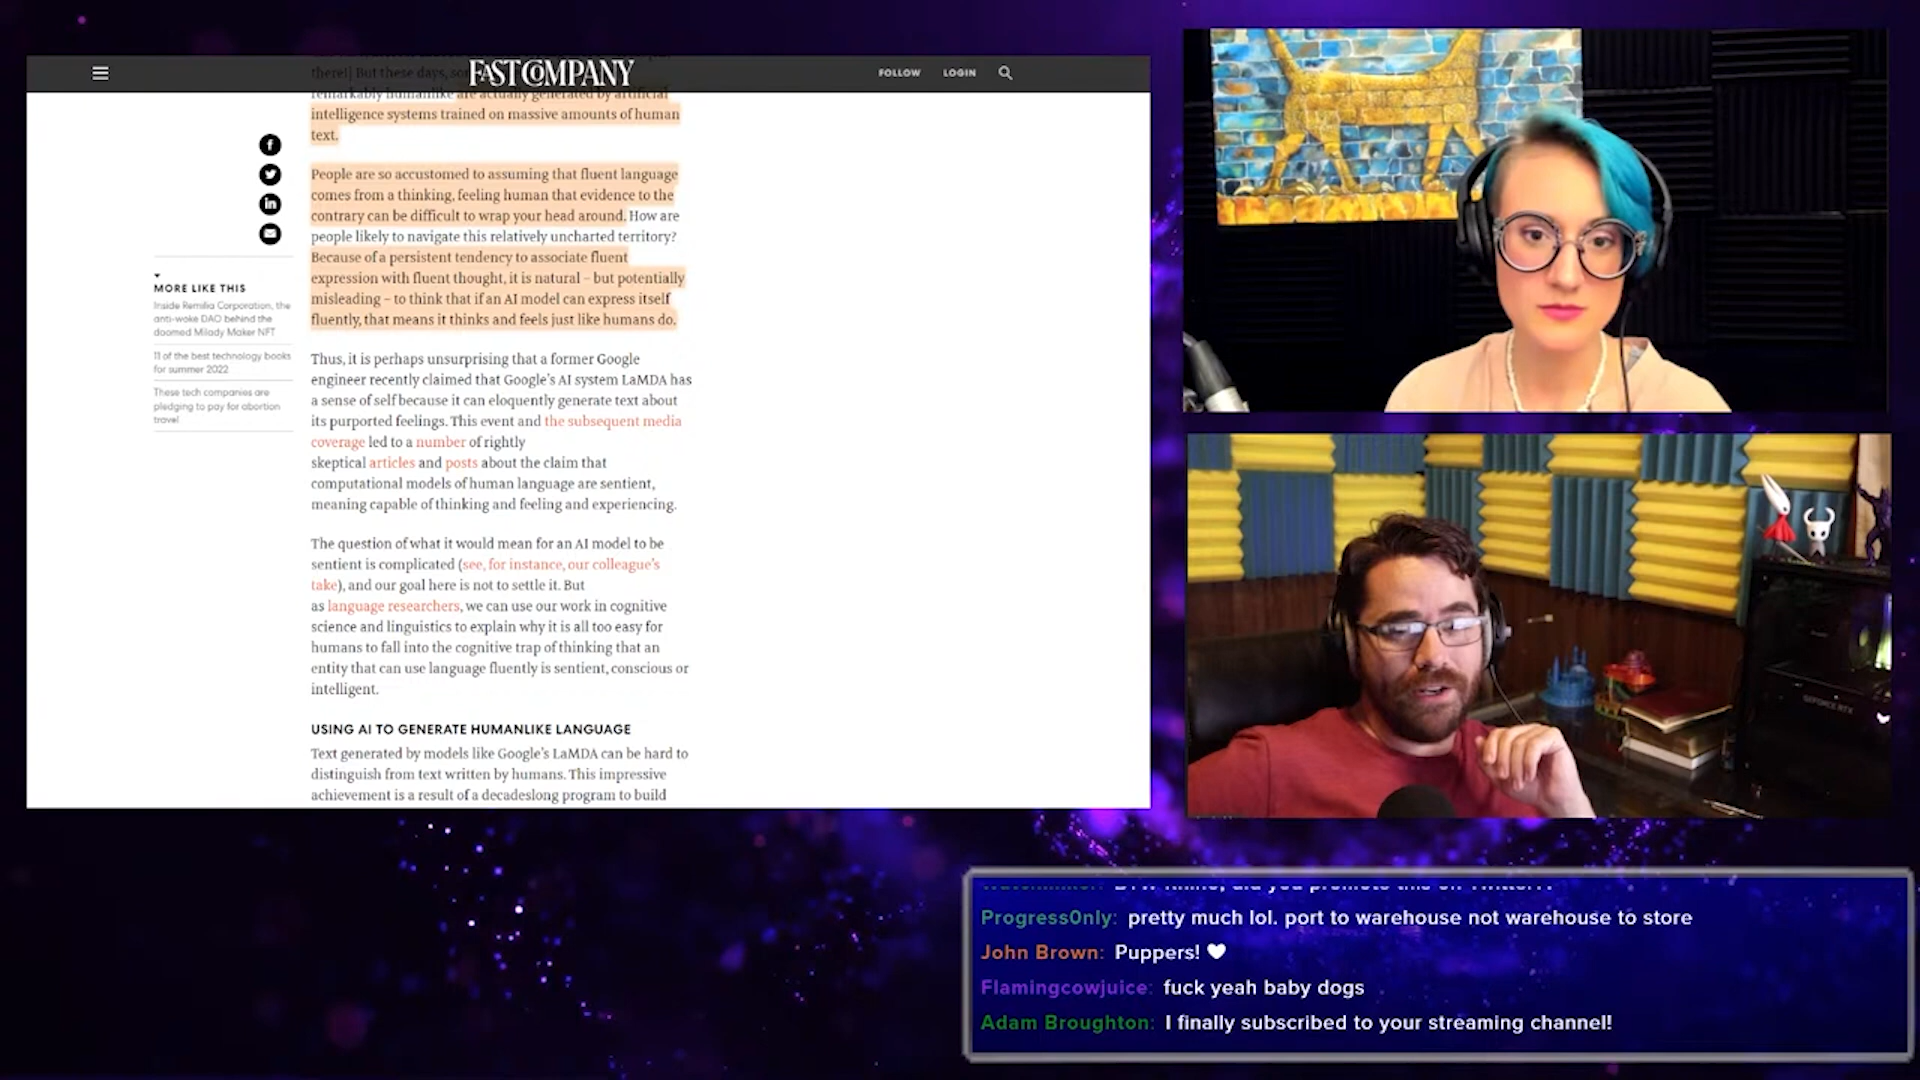 there!] But these days, so
FAST COMPANY
FOLLOW
LOGIN
remarkably humanlike are actually generated by artificial
intelligence systems trained on massive amounts of human
text.
People are so accustomed to assuming that fluent language
comes from a thinking, feeling human that evidence to the
contrary can be difficult to wrap your head around. How are
people likely to navigate this relatively uncharted territory?
Because of a persistent tendency to associate fluent
expression with fluent thought, it is natural – but potentially
misleading – to think that if an AI model can express itself
fluently, that means it thinks and feels just like humans do.
MORE LIKE THIS
Inside Remilia Corporation, the
anti-woke DAO behind the
doomed Milady Maker NFT
11 of the best technology books
for summer 2022
These tech companies are
pledging to pay for abortion
travel
Thus, it is perhaps unsurprising that a former Google
engineer recently claimed that Google's AI system LaMDA has
a sense of self because it can eloquently generate text about
its purported feelings. This event and the subsequent media
coverage led to a number of rightly
skeptical articles and posts about the claim that
computational models of human language are sentient,
meaning capable of thinking and feeling and experiencing.
The question of what it would mean for an AI model to be
sentient is complicated (see, for instance, our colleague's
take), and our goal here is not to settle it. But
as language researchers, we can use our work in cognitive
science and linguistics to explain why it is all too easy for
humans to fall into the cognitive trap of thinking that an
entity that can use language fluently is sentient, conscious or
intelligent.
USING AI TO GENERATE HUMANLIKE LANGUAGE
Text generated by models like Google's LaMDA can be hard to
distinguish from text written by humans. This impressive
achievement is a result of a decadeslong program to build
GEFORCE RTX
ProgressOnly: pretty much lol. port to warehouse not warehouse to store
John Brown: Puppers!
Flamingcowjuice: fuck yeah baby dogs
Adam Broughton: I finally subscribed to your streaming channel!